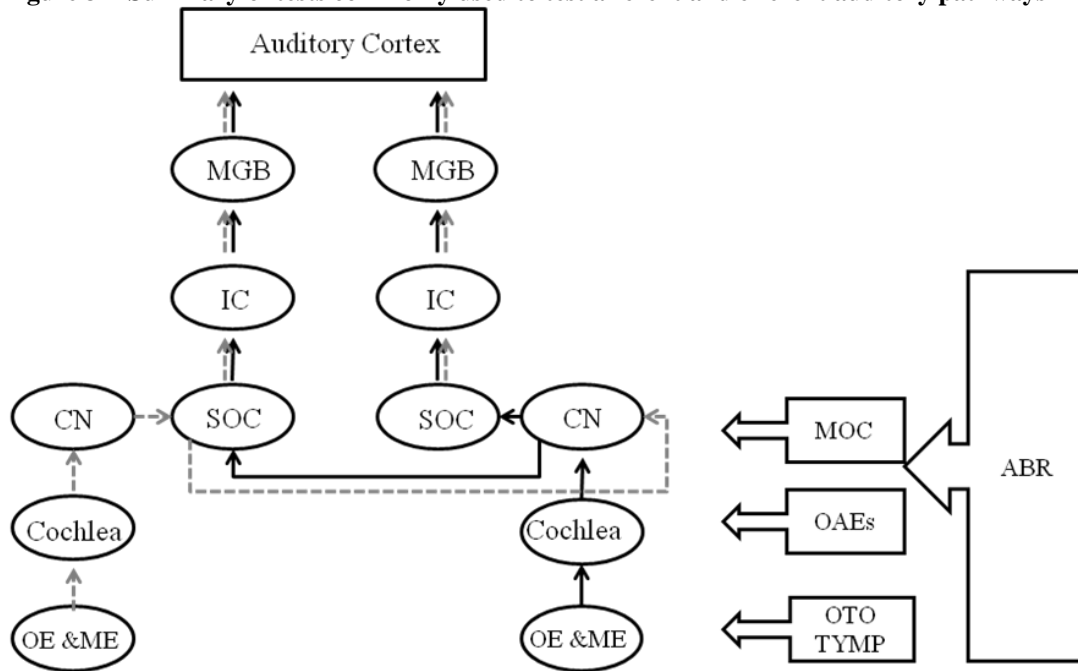 Auditory Cortex
MGB
MGB
IC
IC
CN
SOC
SOC
CN
MOC
ABR
Cochlea
Cochlea
OAEs
OE &ME
OE &ME
OTO
TYMP